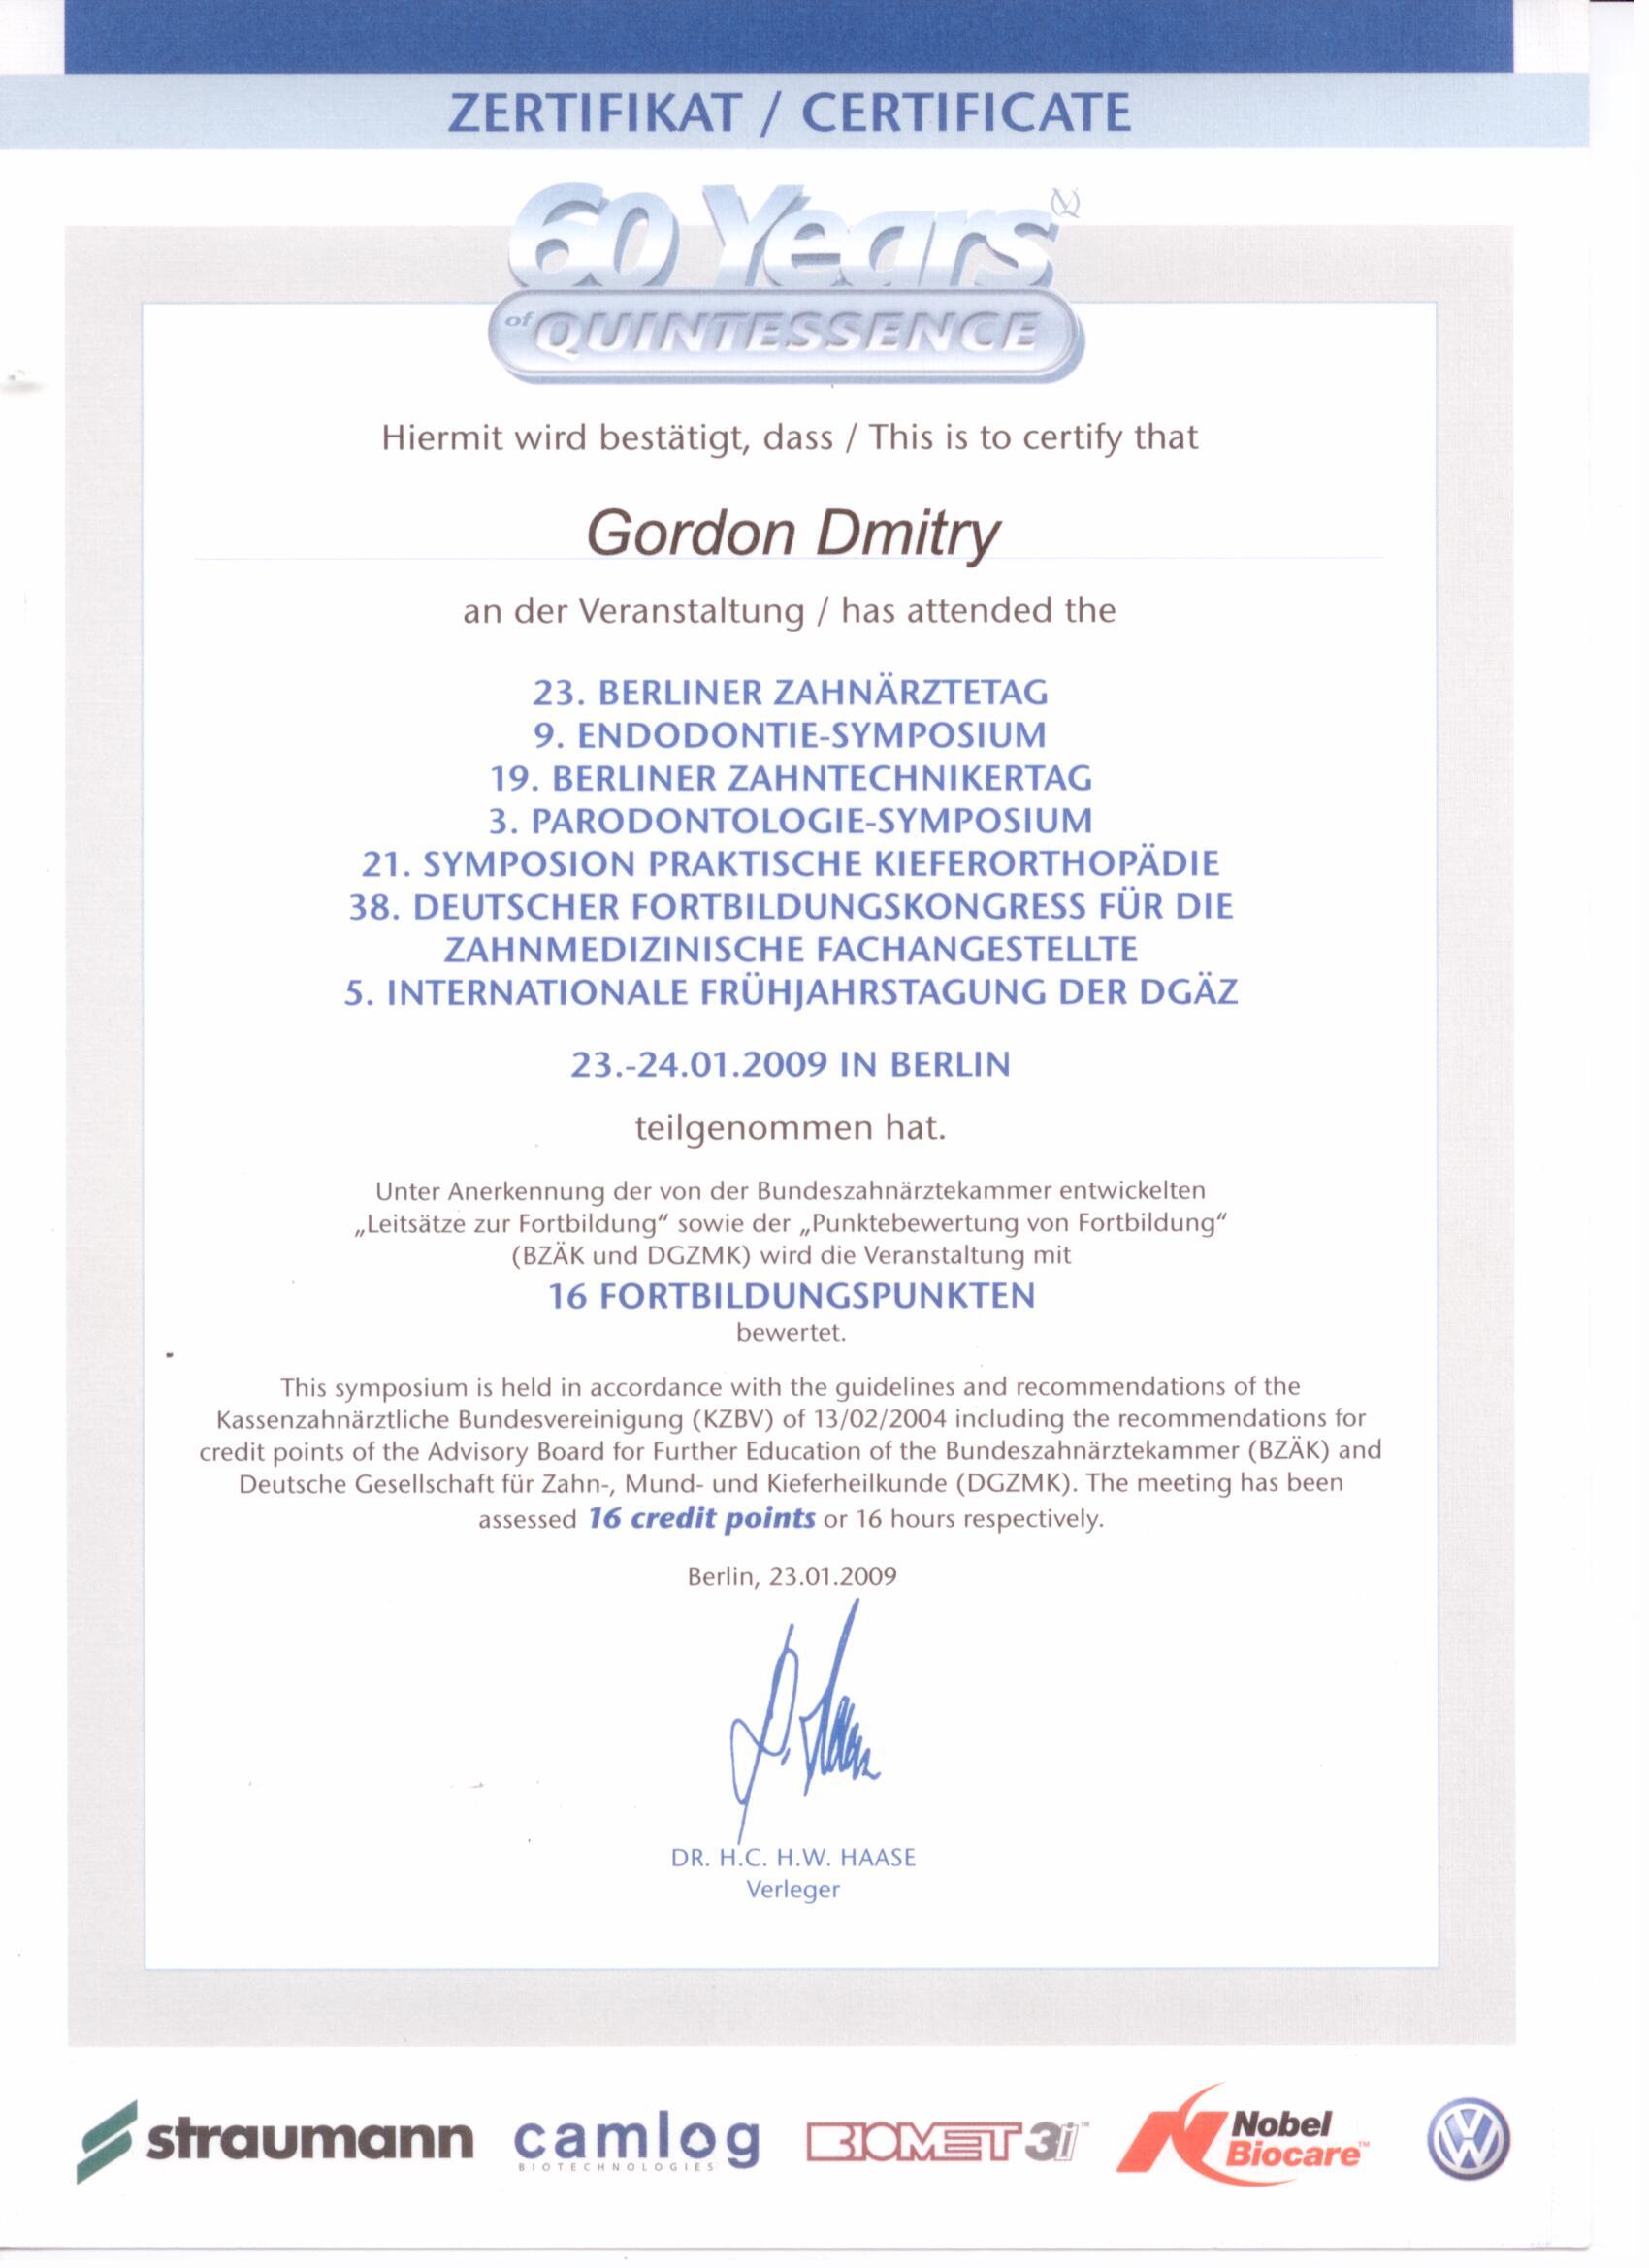 ZERTIFIKAT / CERTIFICATE
60 Years
of QUINTESSENCE
Hiermit wird bestätigt, dass / This is to certify that
Gordon Dmitry
an der Veranstaltung / has attended the
23. BERLINER ZAHNÄRZTETAG
9. ENDODONTIE-SYMPOSIUM
19. BERLINER ZAHNTECHNIKERTAG
3. PARODONTOLOGIE-SYMPOSIUM
21. SYMPOSION PRAKTISCHE KIEFERORTHOPÄDIE
38. DEUTSCHER FORTBILDUNGSKONGRESS FÜR DIE
ZAHNMEDIZINISCHE FACHANGESTELLTE
5. INTERNATIONALE FRÜHJAHRSTAGUNG DER DGÄZ
23.-24.01.2009 IN BERLIN
teilgenommen hat.
Unter Anerkennung der von der Bundeszahnärztekammer entwickelten
„Leitsätze zur Fortbildung“ sowie der „Punktebewertung von Fortbildung“
(BZÄK und DGZMK) wird die Veranstaltung mit
16 FORTBILDUNGSPUNKTEN
bewertet.
This symposium is held in accordance with the guidelines and recommendations of the
Kassenzahnärztliche Bundesvereinigung (KZBV) of 13/02/2004 including the recommendations for
credit points of the Advisory Board for Further Education of the Bundeszahnärztekammer (BZÄK) and
Deutsche Gesellschaft für Zahn-, Mund- und Kieferheilkunde (DGZMK). The meeting has been
assessed 16 credit points or 16 hours respectively.
Berlin, 23.01.2009
DR. H.C. H.W. HAASE
Verleger
straumann
camlog
BIOTECHNOLOGIES
BIOMET 3i™
Nobel
Biocare™
VW